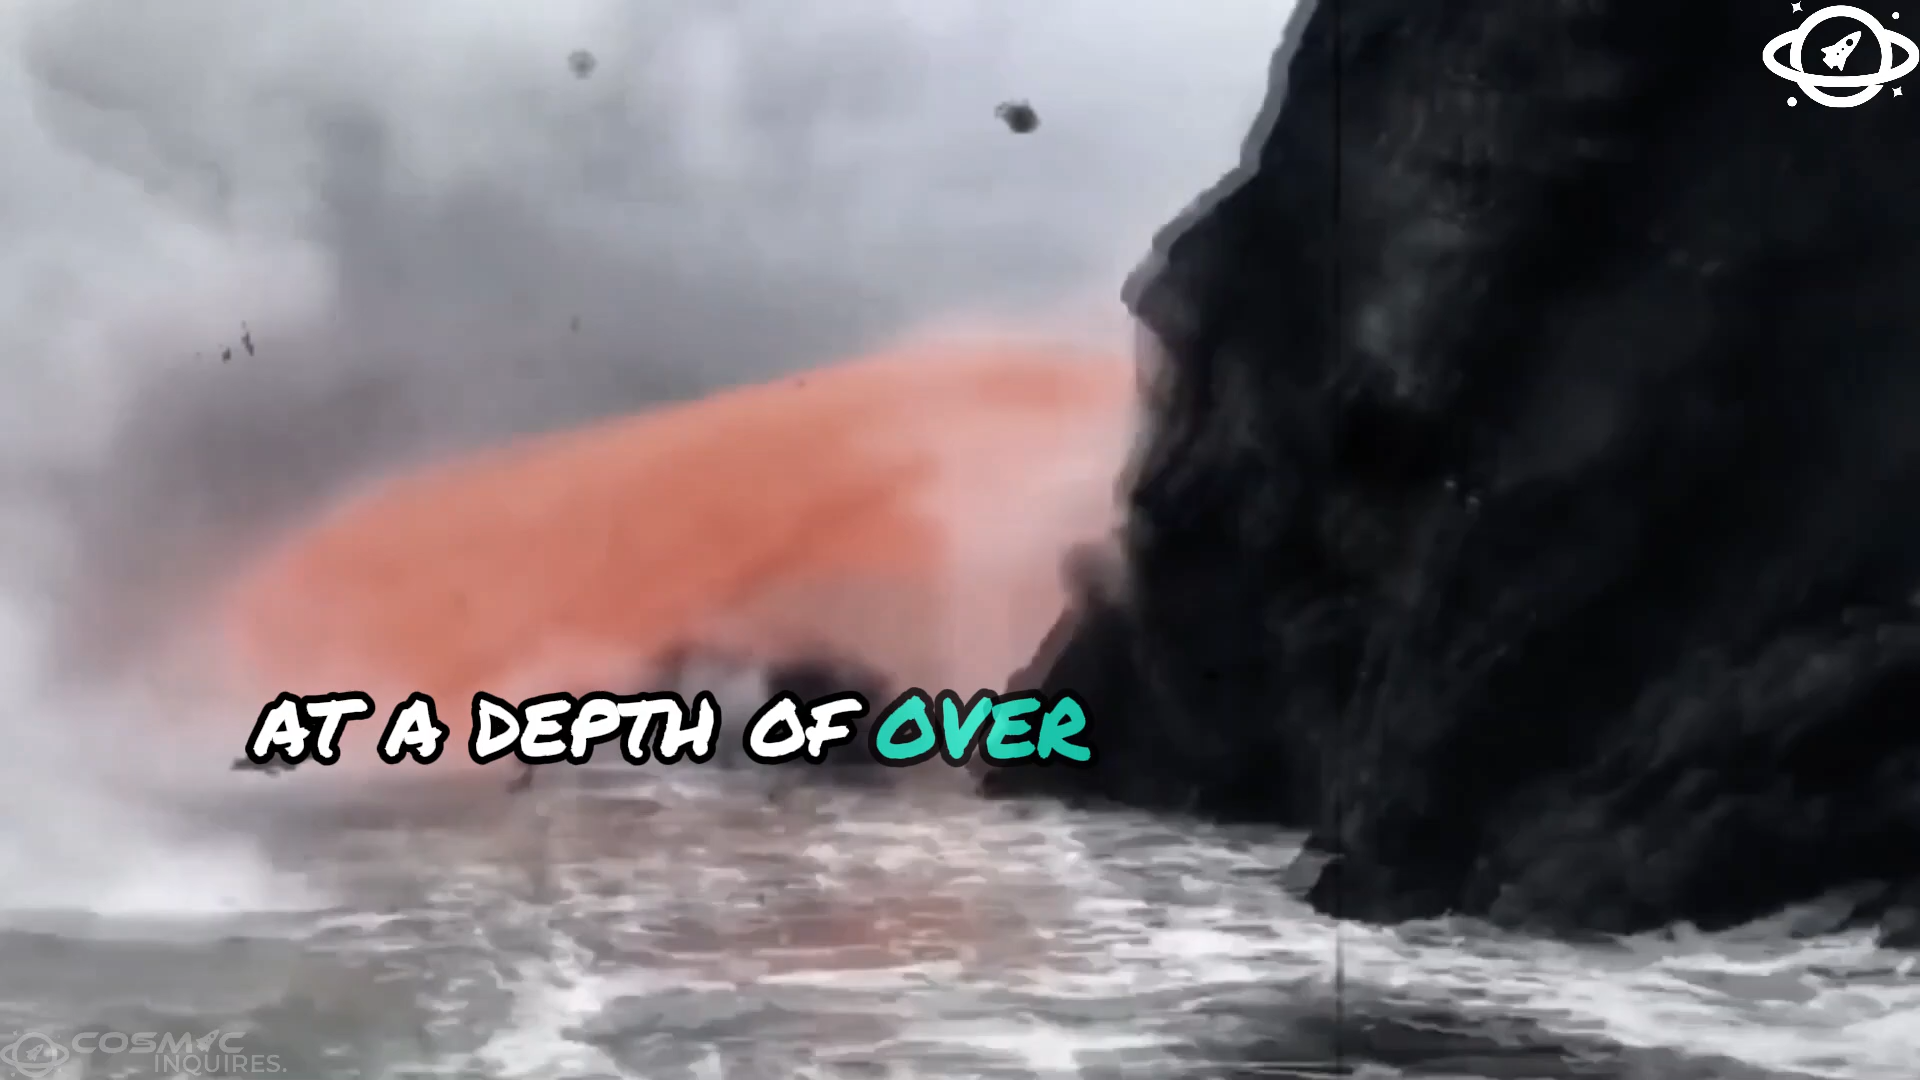 AT A DEPTH OF OVER
COSMIC
INQUIRES.